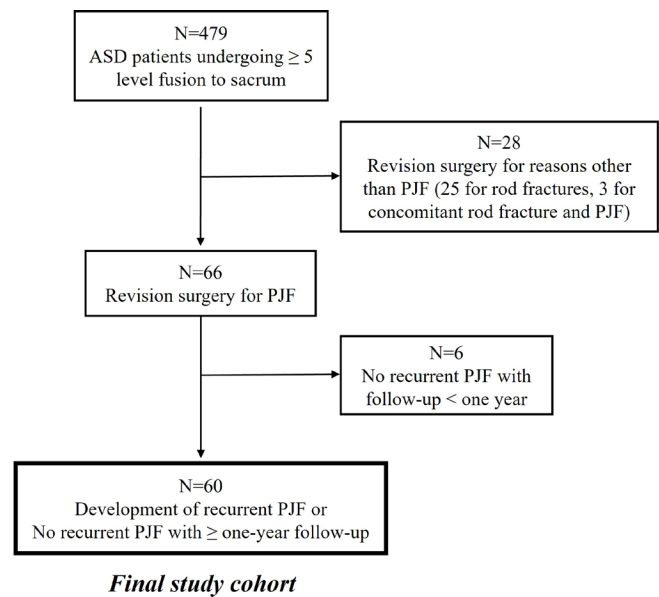 N=479
ASD patients undergoing ≥ 5
level fusion to sacrum
N=28
Revision surgery for reasons other
than PJF (25 for rod fractures, 3 for
concomitant rod fracture and PJF)
N=66
Revision surgery for PJF
N=6
No recurrent PJF with
follow-up < one year
N=60
Development of recurrent PJF or
No recurrent PJF with ≥ one-year follow-up
Final study cohort